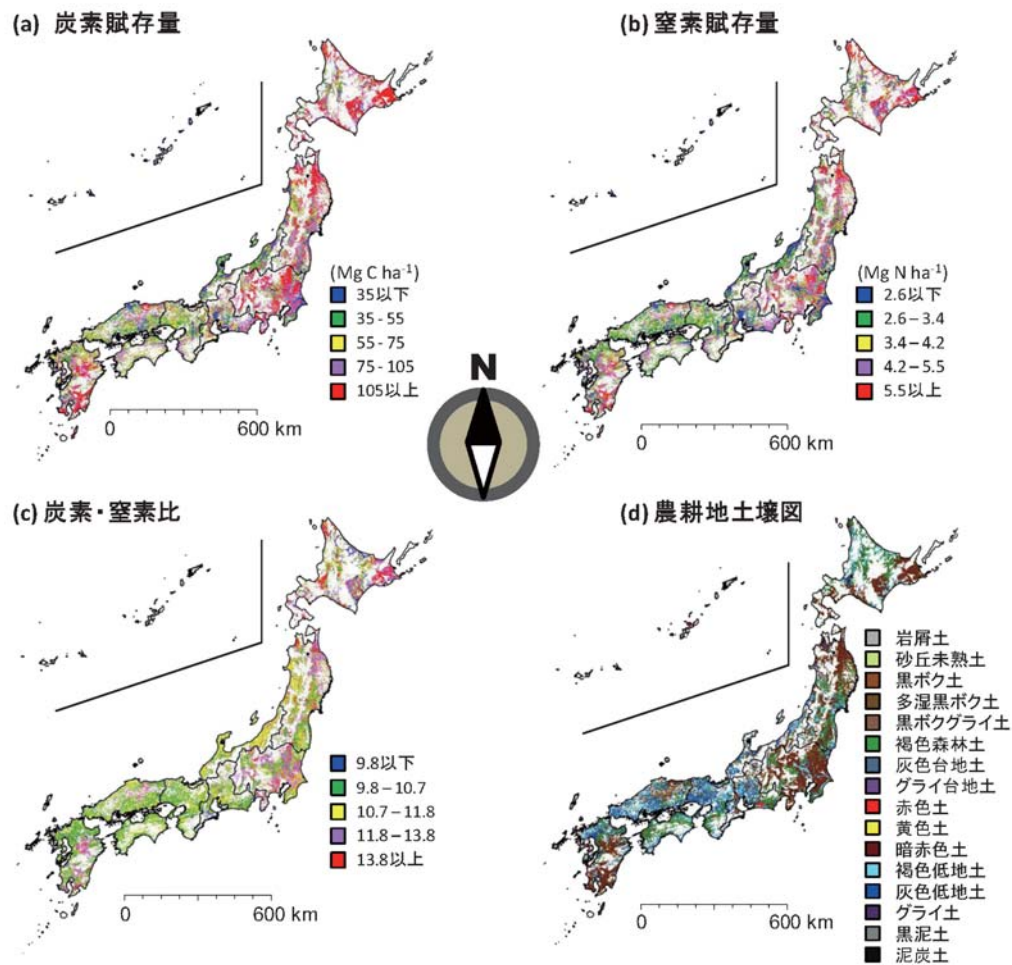 (a) 炭素賦存量
(Mg C ha⁻¹)
35以下
35 - 55
55 - 75
75 - 105
105以上
0 600 km
(b) 窒素賦存量
(Mg N ha⁻¹)
2.6以下
2.6－3.4
3.4－4.2
4.2－5.5
5.5以上
0 600 km
N
(c) 炭素・窒素比
9.8以下
9.8－10.7
10.7－11.8
11.8－13.8
13.8以上
0 600 km
(d) 農耕地土壌図
岩屑土
砂丘未熟土
黒ボク土
多湿黒ボク土
黒ボクグライ土
褐色森林土
灰色台地土
グライ台地土
赤色土
黄色土
暗赤色土
褐色低地土
灰色低地土
グライ土
黒泥土
泥炭土
0 600 km